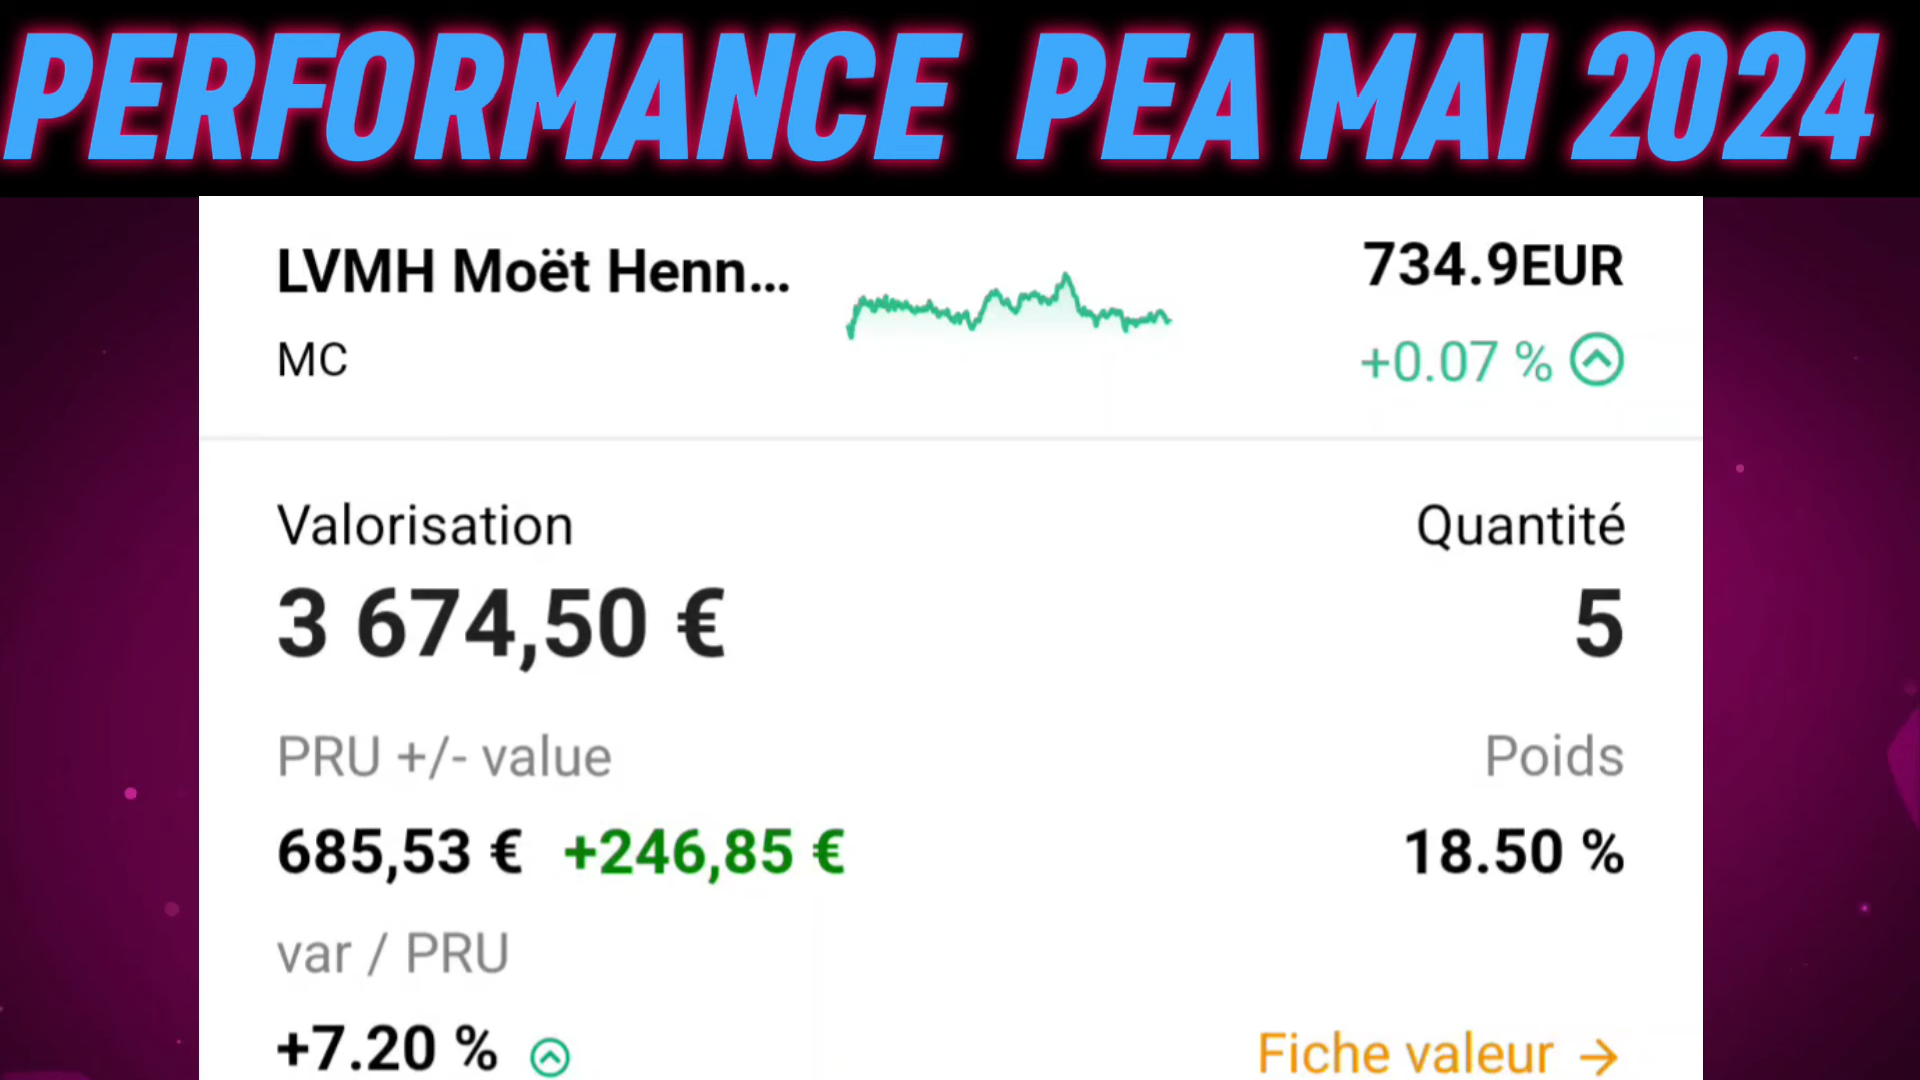 PERFORMANCE PEA MAI 2024
LVMH Moët Henn...
734.9EUR
MC
+0.07 %
Valorisation
Quantité
3 674,50 €
5
PRU +/- value
Poids
685,53 € +246,85 €
18.50 %
var / PRU
+7.20 %
Fiche valeur →